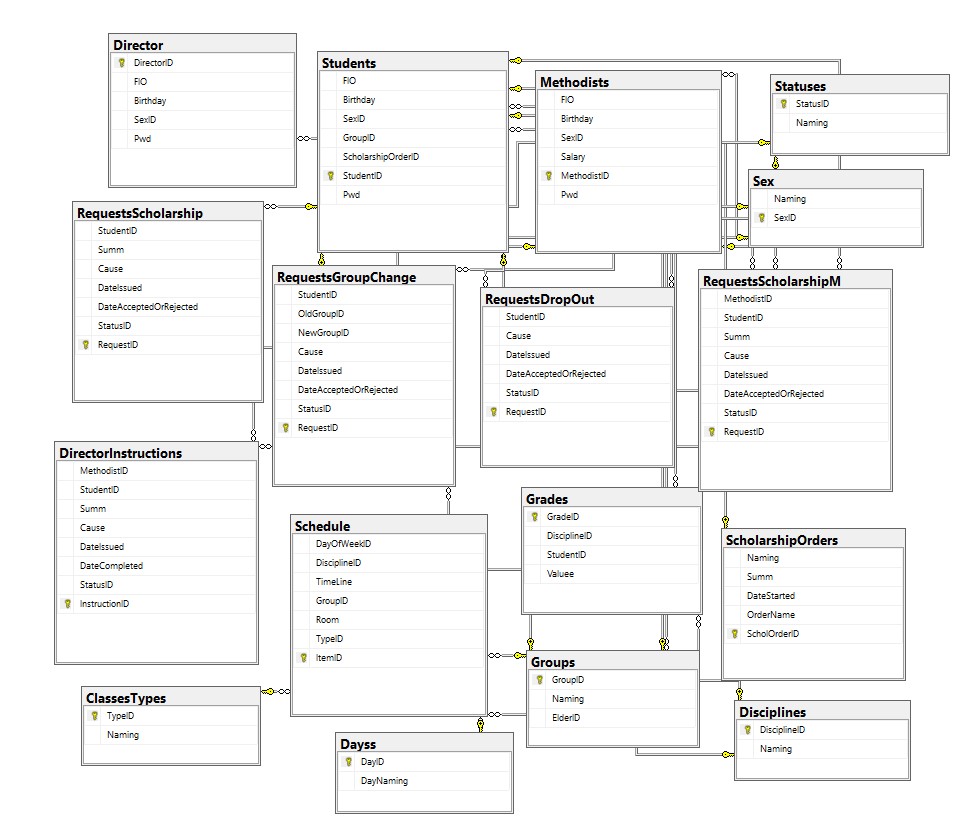 Director
DirectorID
FIO
Birthday
SexID
Pwd
Students
FIO
Birthday
SexID
GroupID
ScholarshipOrderID
StudentID
Pwd
Methodists
FIO
Birthday
SexID
Salary
MethodistID
Pwd
Statuses
StatusID
Naming
Sex
Naming
SexID
RequestsScholarship
StudentID
Summ
Cause
DateIssued
DateAcceptedOrRejected
StatusID
RequestID
RequestsGroupChange
StudentID
OldGroupID
NewGroupID
Cause
DateIssued
DateAcceptedOrRejected
StatusID
RequestID
RequestsDropOut
StudentID
Cause
DateIssued
DateAcceptedOrRejected
StatusID
RequestID
RequestsScholarshipM
MethodistID
StudentID
Summ
Cause
DateIssued
DateAcceptedOrRejected
StatusID
RequestID
DirectorInstructions
MethodistID
StudentID
Summ
Cause
DateIssued
DateCompleted
StatusID
InstructionID
Schedule
DayOfWeekID
DisciplineID
TimeLine
GroupID
Room
TypeID
ItemID
Grades
GradeID
DisciplineID
StudentID
Valuee
ScholarshipOrders
Naming
Summ
DateStarted
OrderName
ScholOrderID
Groups
GroupID
Naming
ElderID
ClassesTypes
TypeID
Naming
Dayss
DayID
DayNaming
Disciplines
DisciplineID
Naming